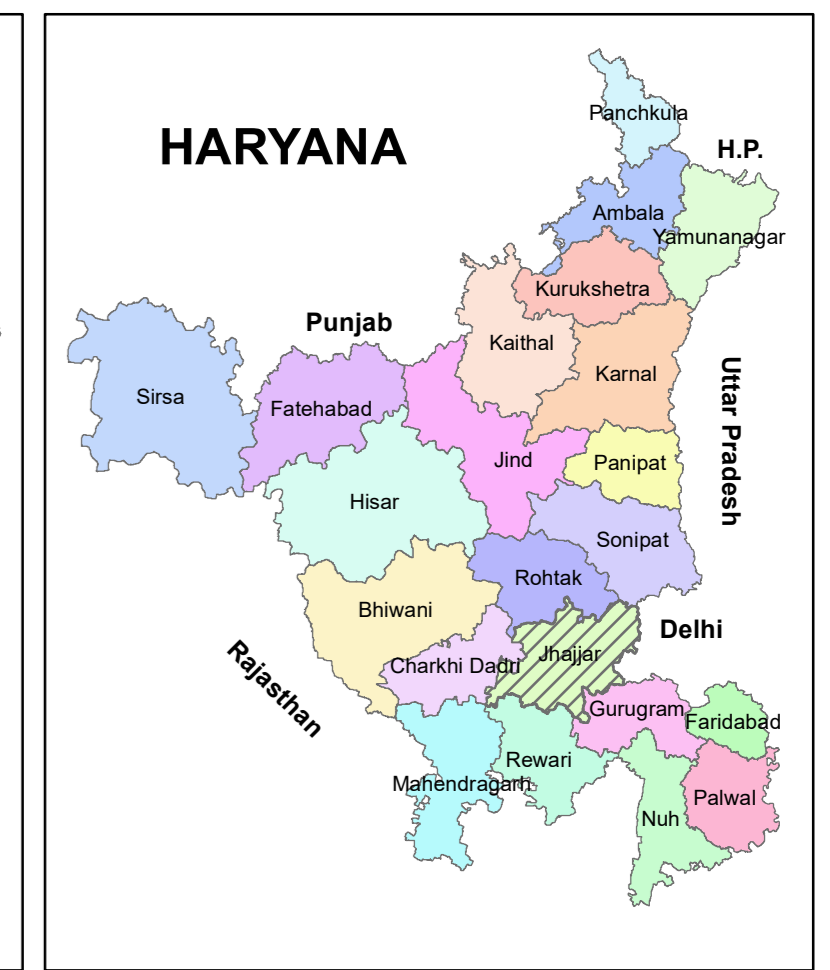 HARYANA
Panchkula
H.P.
Ambala
Yamunanagar
Kurukshetra
Punjab
Kaithal
Karnal
Uttar Pradesh
Sirsa
Fatehabad
Jind
Panipat
Hisar
Sonipat
Rohtak
Bhiwani
Delhi
Rajasthan
Charkhi Dadri
Jhajjar
Gurugram
Faridabad
Rewari
Mahendragarh
Palwal
Nuh